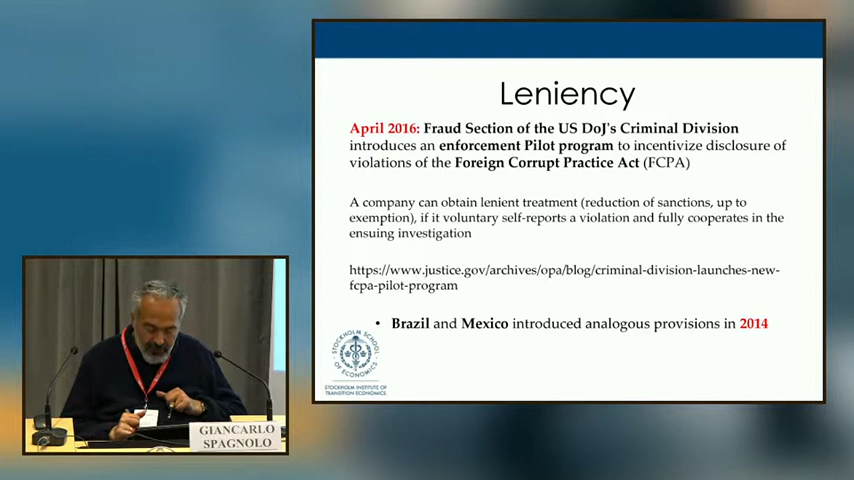 Leniency
April 2016: Fraud Section of the US DoJ's Criminal Division
introduces an enforcement Pilot program to incentivize disclosure of
violations of the Foreign Corrupt Practice Act (FCPA)
A company can obtain lenient treatment (reduction of sanctions, up to
exemption), if it voluntary self-reports a violation and fully cooperates in the
ensuing investigation
https://www.justice.gov/archives/opa/blog/criminal-division-launches-new-
fcpa-pilot-program
• Brazil and Mexico introduced analogous provisions in 2014
STOCKHOLM SCHOOL
OF ECONOMICS
STOCKHOLM INSTITUTE OF
TRANSITION ECONOMICS
GIANCARLO
SPAGNOLO